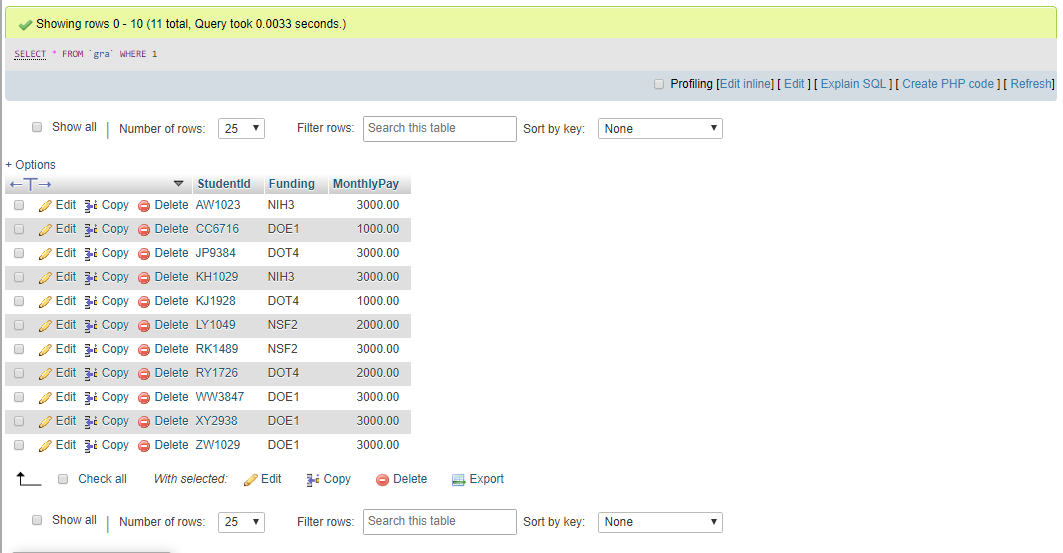 Showing rows 0 - 10 (11 total, Query took 0.0033 seconds.)
SELECT * FROM `gra` WHERE 1
Profiling [Edit inline] [ Edit ] [ Explain SQL ] [ Create PHP code ] [ Refresh]
Show all | Number of rows: 25 Filter rows: Search this table Sort by key: None
+ Options
←T→ StudentId Funding MonthlyPay
Edit Copy Delete AW1023 NIH3 3000.00
Edit Copy Delete CC6716 DOE1 1000.00
Edit Copy Delete JP9384 DOT4 3000.00
Edit Copy Delete KH1029 NIH3 3000.00
Edit Copy Delete KJ1928 DOT4 1000.00
Edit Copy Delete LY1049 NSF2 2000.00
Edit Copy Delete RK1489 NSF2 3000.00
Edit Copy Delete RY1726 DOT4 2000.00
Edit Copy Delete WW3847 DOE1 3000.00
Edit Copy Delete XY2938 DOE1 3000.00
Edit Copy Delete ZW1029 DOE1 3000.00
Check all With selected: Edit Copy Delete Export
Show all | Number of rows: 25 Filter rows: Search this table Sort by key: None